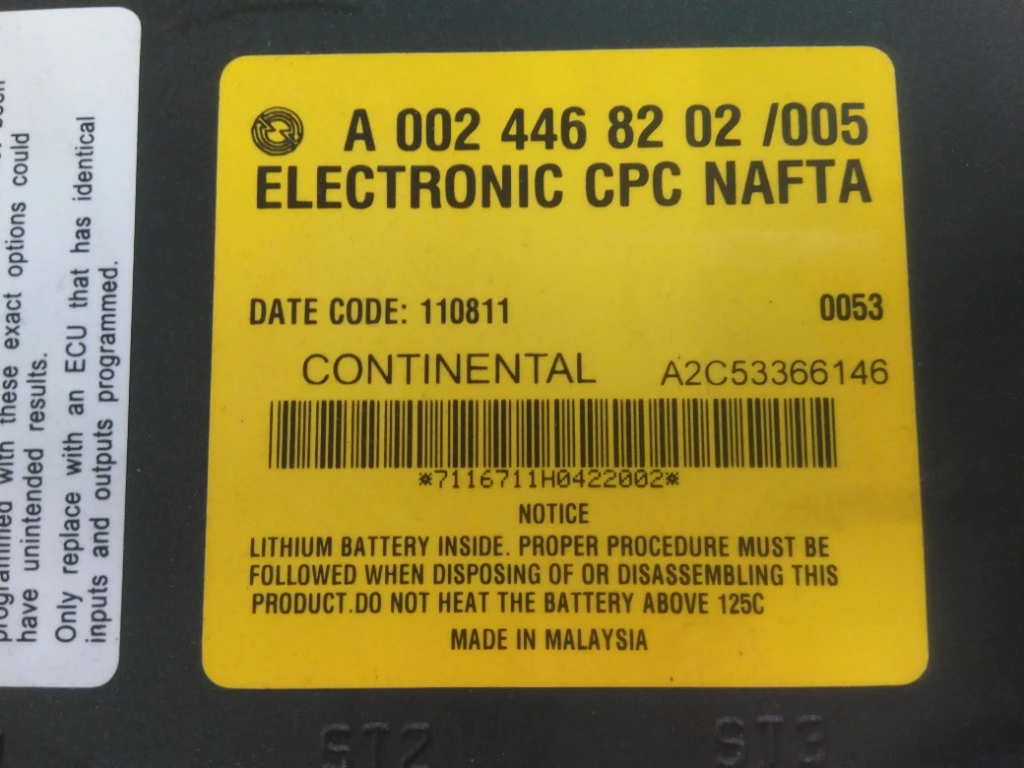 programmed with these exact options could
have unintended results.
Only replace with an ECU that has identical
inputs and outputs programmed.
A 002 446 82 02 /005
ELECTRONIC CPC NAFTA
DATE CODE: 110811 0053
CONTINENTAL A2C53366146
*7116711H0422002*
NOTICE
LITHIUM BATTERY INSIDE. PROPER PROCEDURE MUST BE
FOLLOWED WHEN DISPOSING OF OR DISASSEMBLING THIS
PRODUCT.DO NOT HEAT THE BATTERY ABOVE 125C
MADE IN MALAYSIA
ST2 ST3